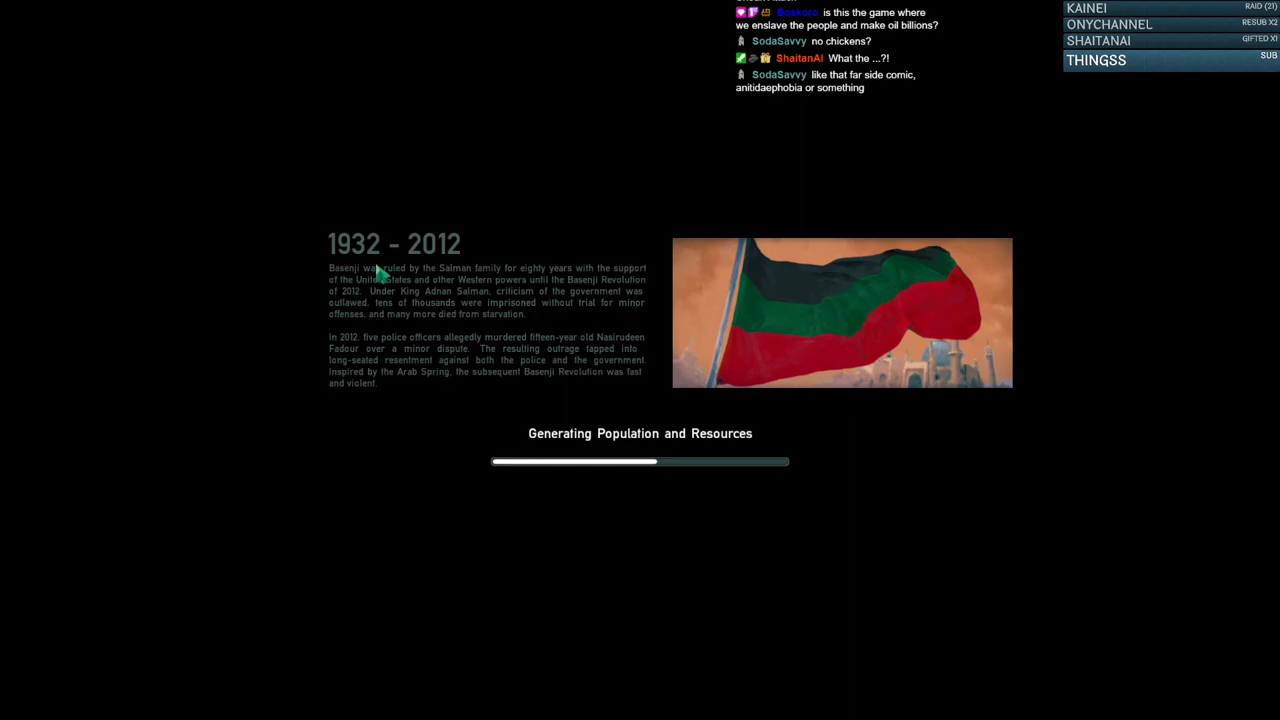 Boskoro is this the game where
we enslave the people and make oil billions?
SodaSavvy no chickens?
ShaitanAI What the ...?!
SodaSavvy like that far side comic,
anitidaephobia or something
KAINEI RAID (21)
ONYCHANNEL RESUB X2
SHAITANAI GIFTED X1
THINGSS SUB
1932 - 2012
Basenji was ruled by the Salman family for eighty years with the support
of the United States and other Western powers until the Basenji Revolution
of 2012. Under King Adnan Salman, criticism of the government was
outlawed, tens of thousands were imprisoned without trial for minor
offenses, and many more died from starvation.
In 2012, five police officers allegedly murdered fifteen-year old Nasirudeen
Fadour over a minor dispute. The resulting outrage tapped into
long-seated resentment against both the police and the government.
Inspired by the Arab Spring, the subsequent Basenji Revolution was fast
and violent.
Generating Population and Resources